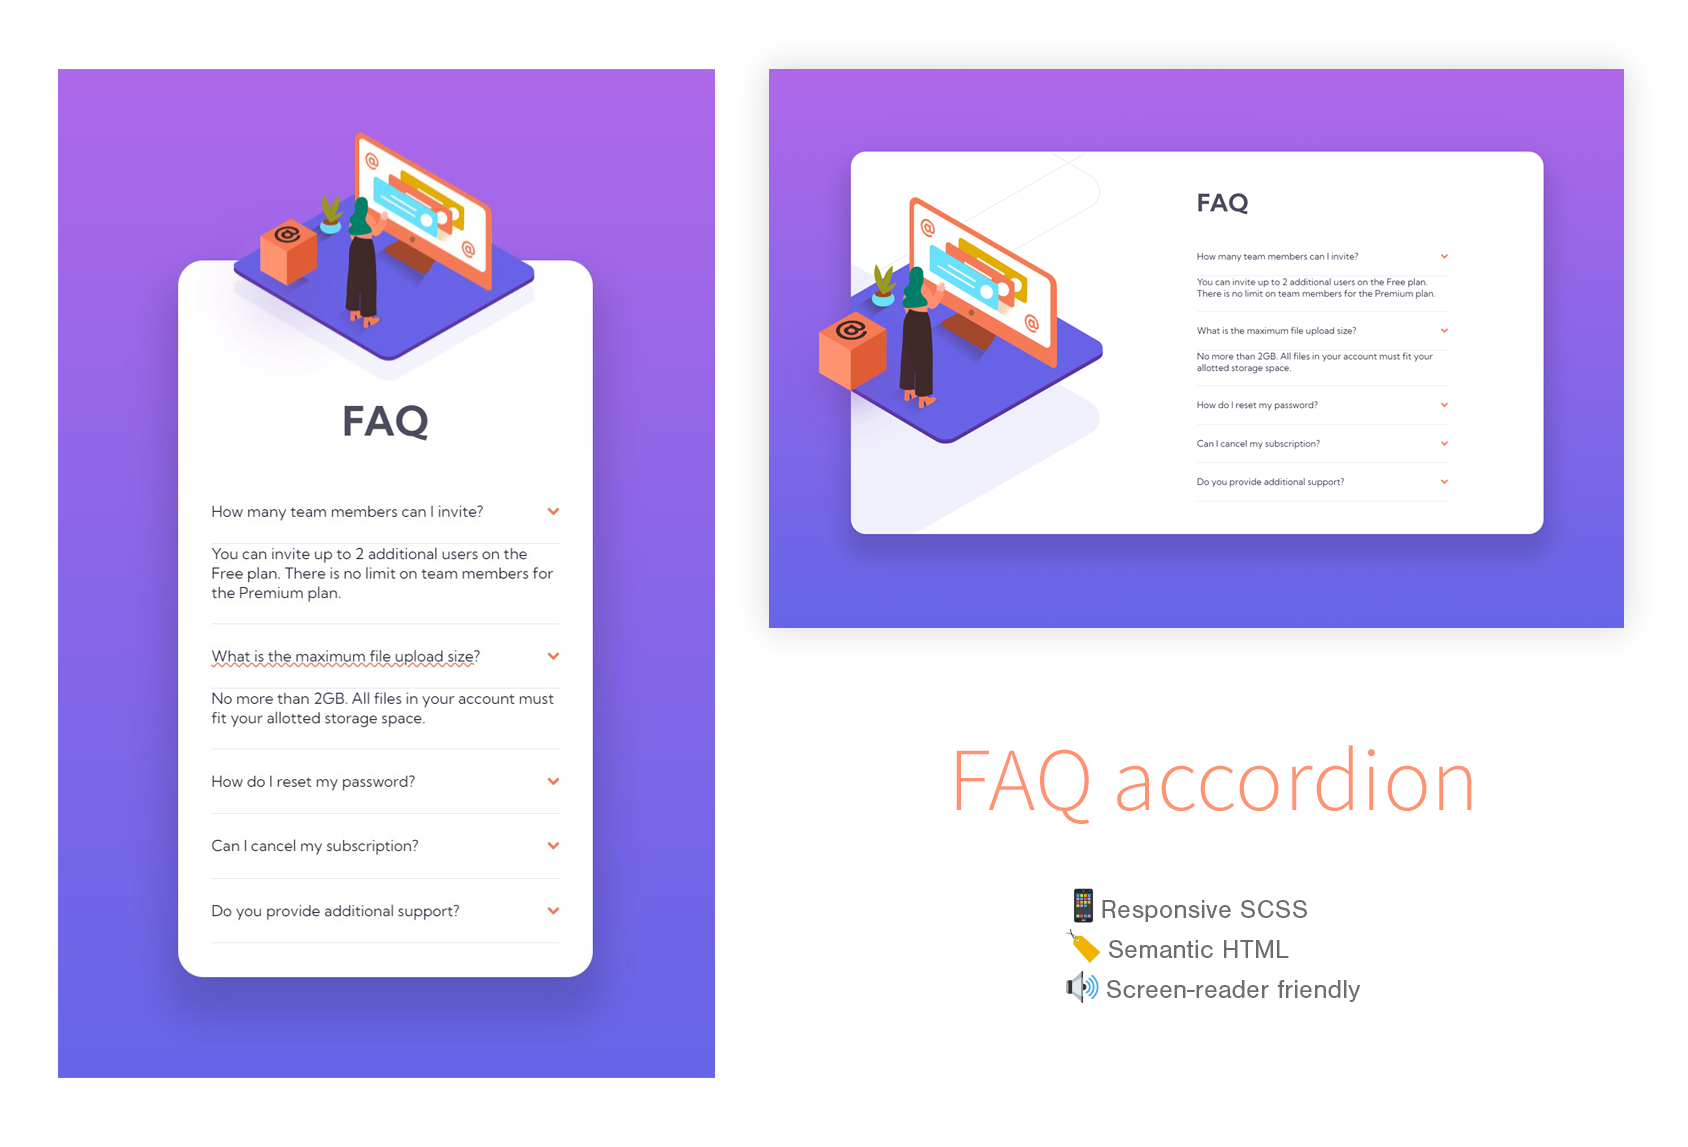 FAQ
How many team members can I invite?
You can invite up to 2 additional users on the
Free plan. There is no limit on team members for
the Premium plan.
What is the maximum file upload size?
No more than 2GB. All files in your account must
fit your allotted storage space.
How do I reset my password?
Can I cancel my subscription?
Do you provide additional support?
FAQ
How many team members can I invite?
You can invite up to 2 additional users on the Free plan.
There is no limit on team members for the Premium plan.
What is the maximum file upload size?
No more than 2GB. All files in your account must fit your
allotted storage space.
How do I reset my password?
Can I cancel my subscription?
Do you provide additional support?
FAQ accordion
Responsive SCSS
Semantic HTML
Screen-reader friendly